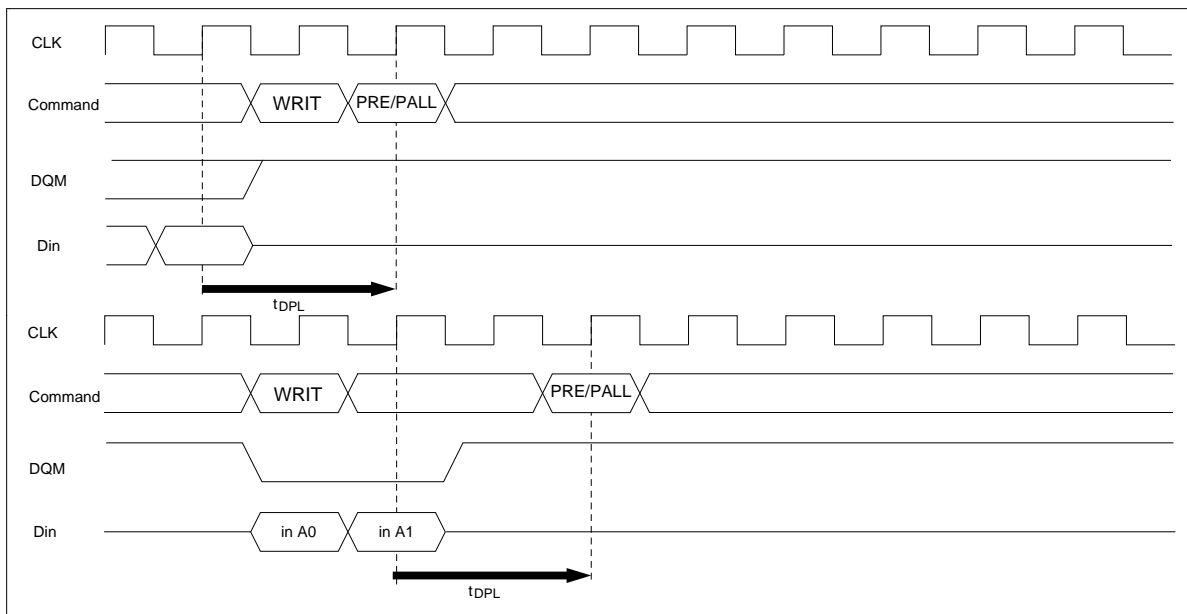 CLK
Command WRIT PRE/PALL
DQM
Din
tDPL
CLK
Command WRIT PRE/PALL
DQM
Din in A0 in A1
tDPL